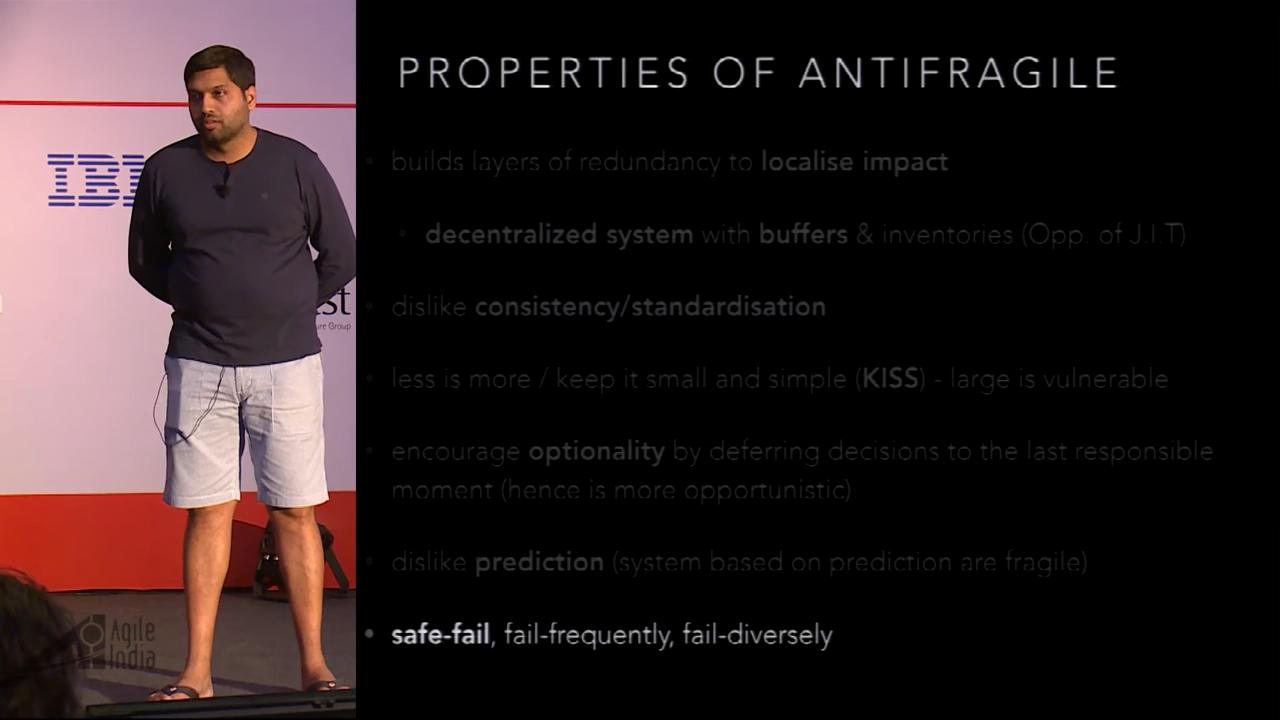 PROPERTIES OF ANTIFRAGILE
• builds layers of redundancy to localise impact
• decentralized system with buffers & inventories (Opp. of J.I.T)
• dislike consistency/standardisation
• less is more / keep it small and simple (KISS) - large is vulnerable
• encourage optionality by deferring decisions to the last responsible
moment (hence is more opportunistic)
• dislike prediction (system based on prediction are fragile)
• safe-fail, fail-frequently, fail-diversely
IBM
Agile
India